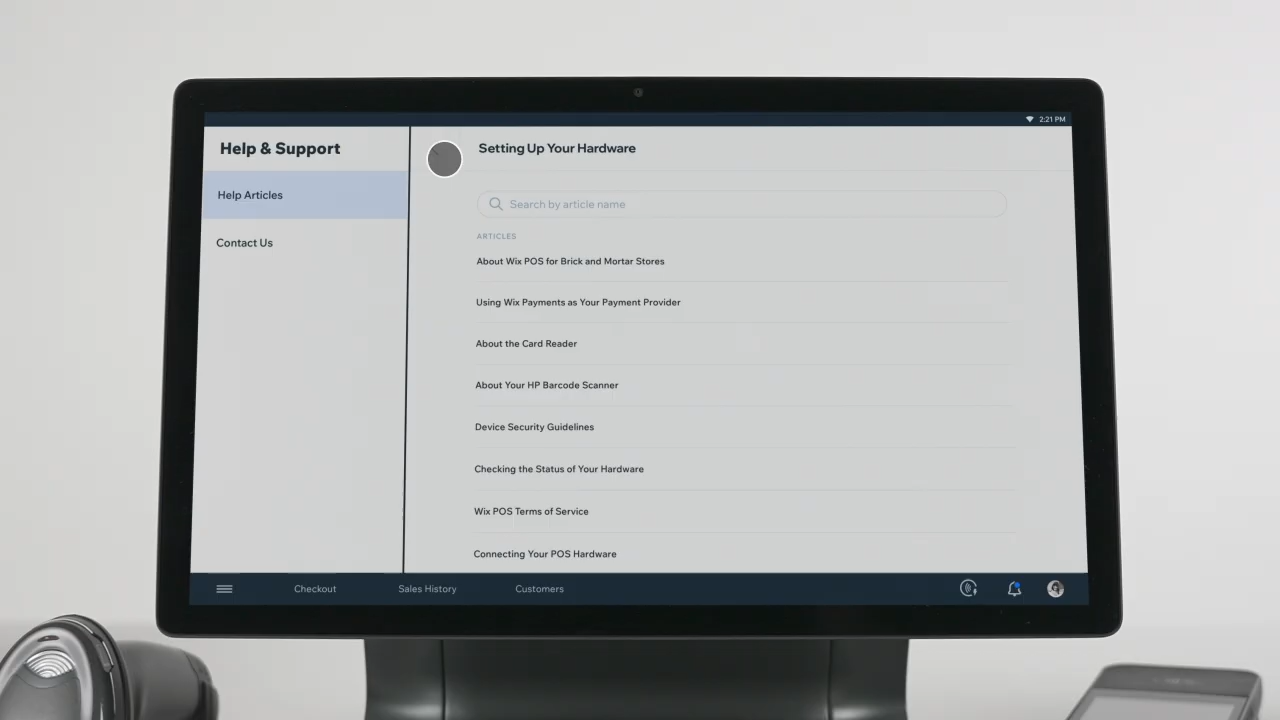 2:21 PM
Help & Support
Help Articles
Contact Us
Setting Up Your Hardware
Search by article name
ARTICLES
About Wix POS for Brick and Mortar Stores
Using Wix Payments as Your Payment Provider
About the Card Reader
About Your HP Barcode Scanner
Device Security Guidelines
Checking the Status of Your Hardware
Wix POS Terms of Service
Connecting Your POS Hardware
Checkout
Sales History
Customers